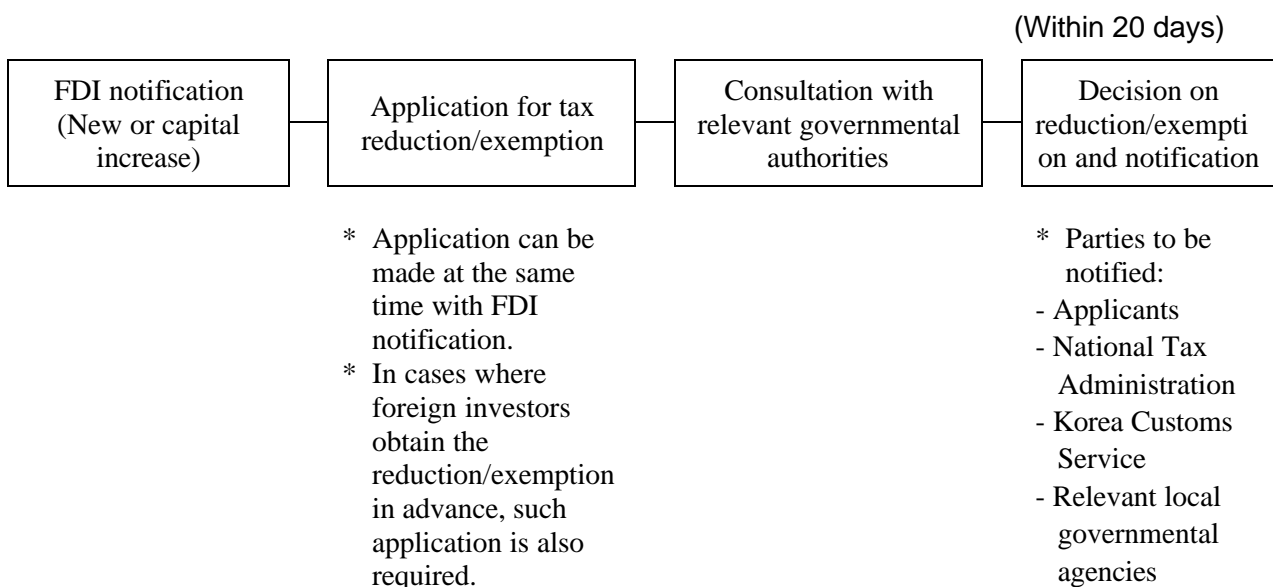 (Within 20 days)
FDI notification
(New or capital
increase)
Application for tax
reduction/exemption
Consultation with
relevant governmental
authorities
Decision on
reduction/exempti
on and notification
* Application can be
made at the same
time with FDI
notification.
* In cases where
foreign investors
obtain the
reduction/exemption
in advance, such
application is also
required.
* Parties to be
notified:
- Applicants
- National Tax
Administration
- Korea Customs
Service
- Relevant local
governmental
agencies